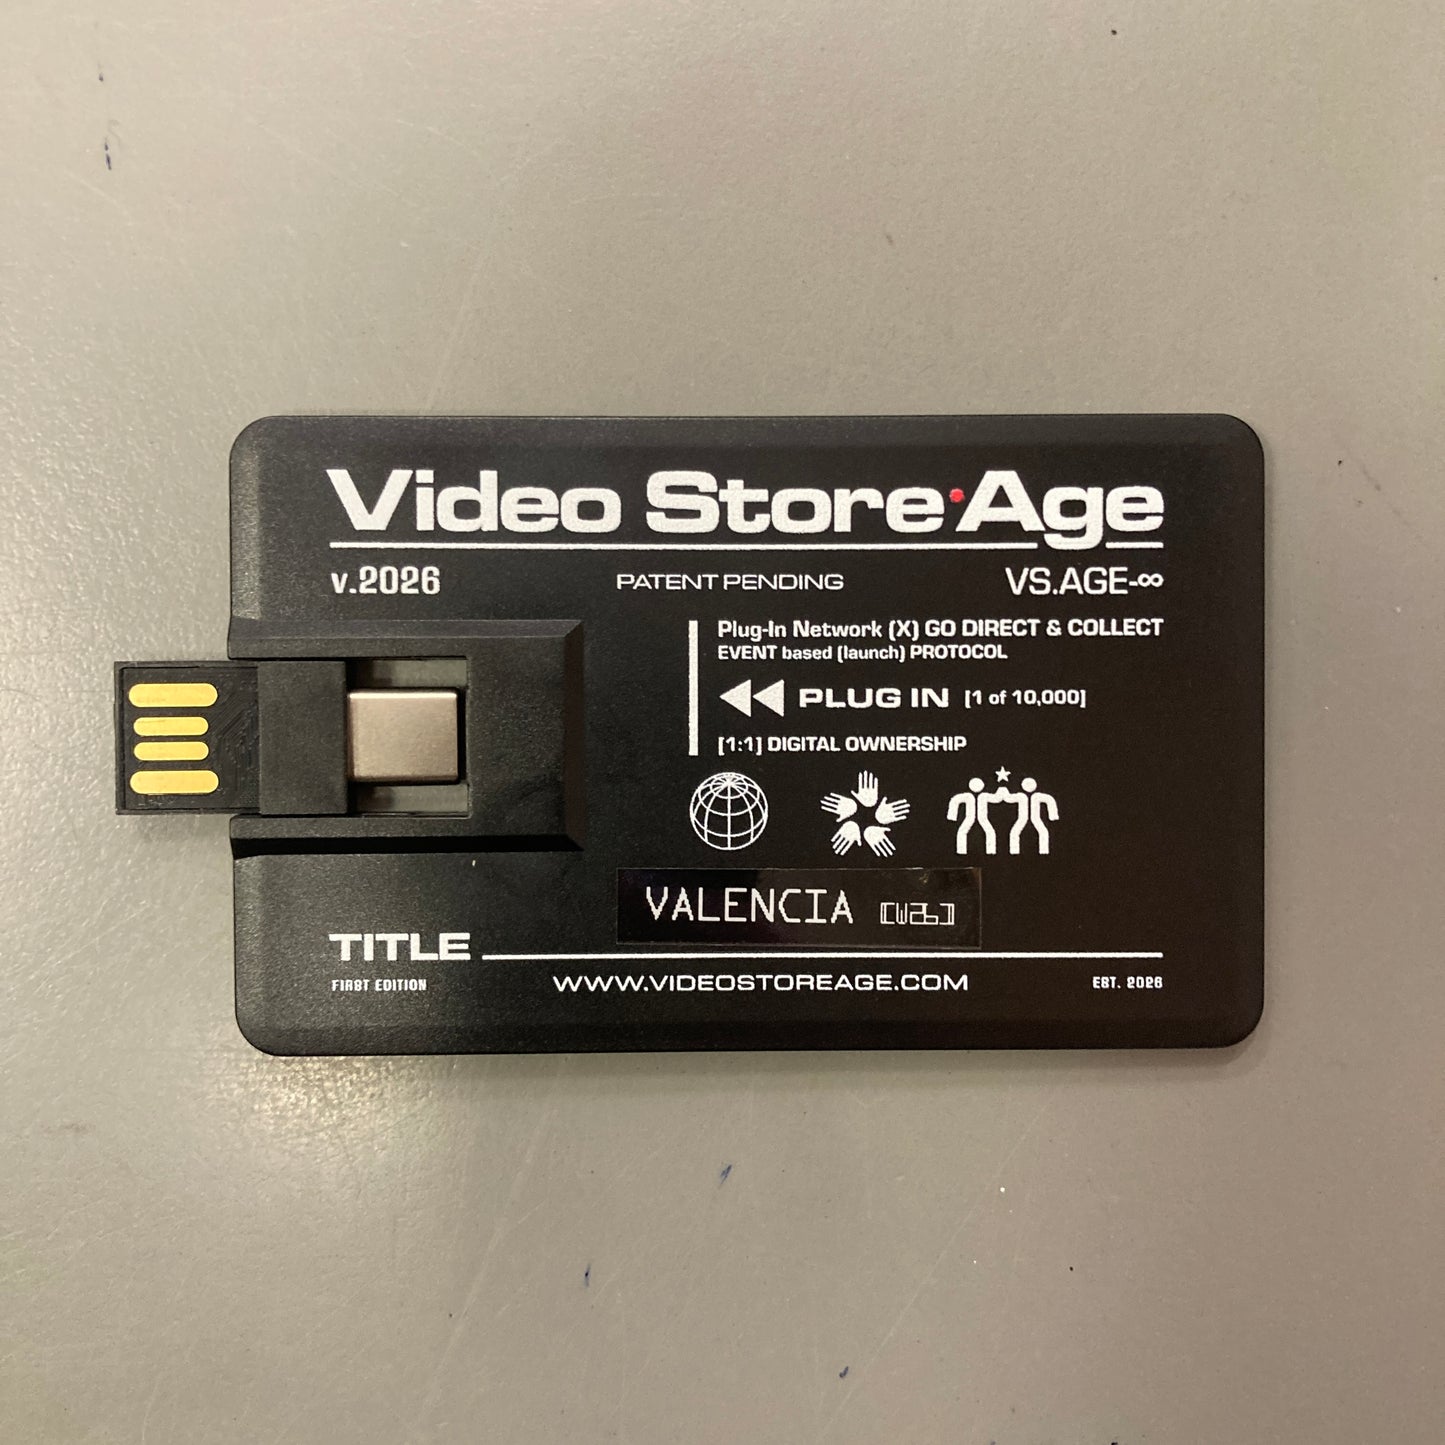 Video Store•Age
v.2026 PATENT PENDING VS.AGE-∞
Plug-In Network (X) GO DIRECT & COLLECT
EVENT based (launch) PROTOCOL
PLUG IN [1 of 10,000]
[1:1] DIGITAL OWNERSHIP
VALENCIA
TITLE
FIRST EDITION WWW.VIDEOSTOREAGE.COM EST. 2026